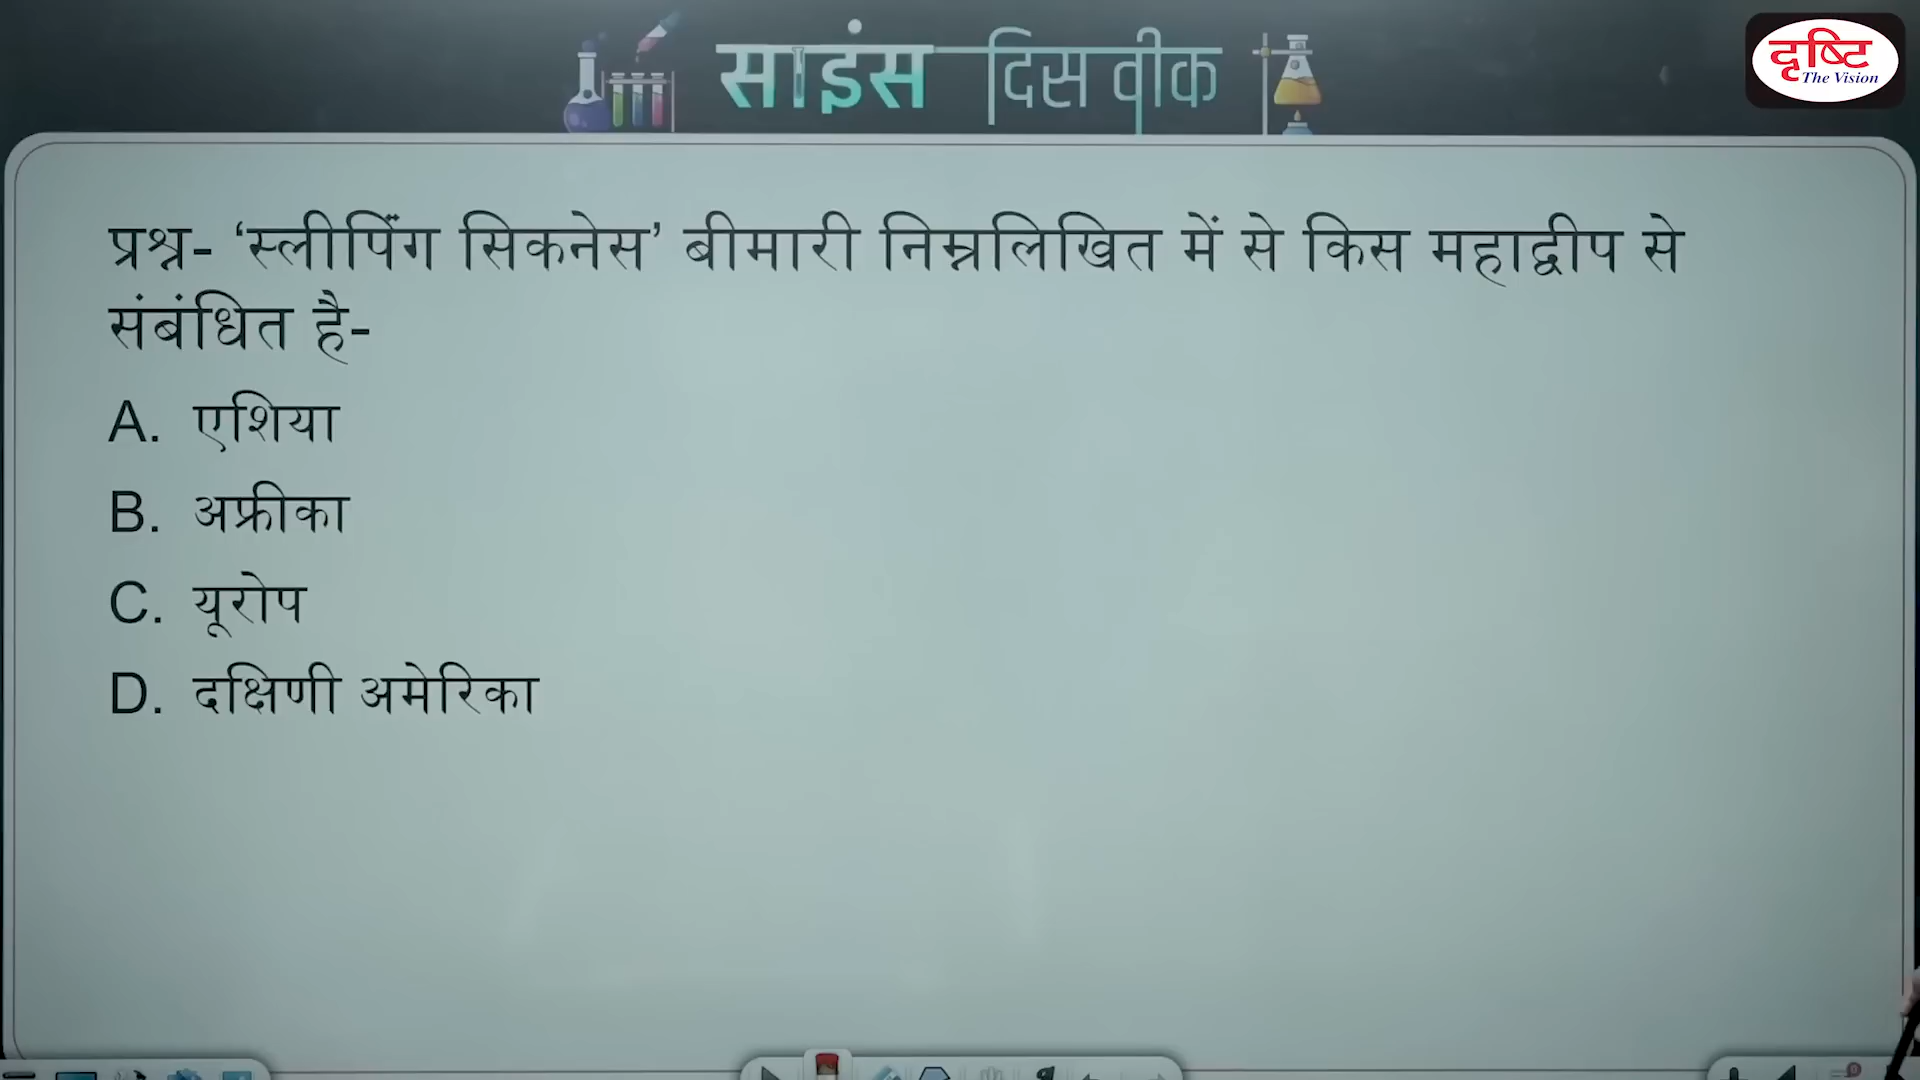 साइंस दिस वीक
दृष्टि
The Vision
प्रश्न- ‘स्लीपिंग सिकनेस’ बीमारी निम्नलिखित में से किस महाद्वीप से
संबंधित है-
A. एशिया
B. अफ्रीका
C. यूरोप
D. दक्षिणी अमेरिका